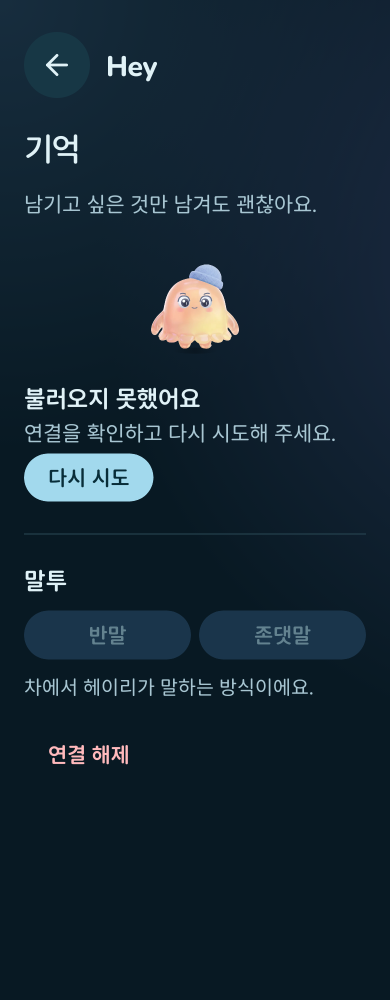 Hey
기억
남기고 싶은 것만 남겨도 괜찮아요.
불러오지 못했어요
연결을 확인하고 다시 시도해 주세요.
다시 시도
말투
반말 존댓말
차에서 헤이리가 말하는 방식이에요.
연결 해제